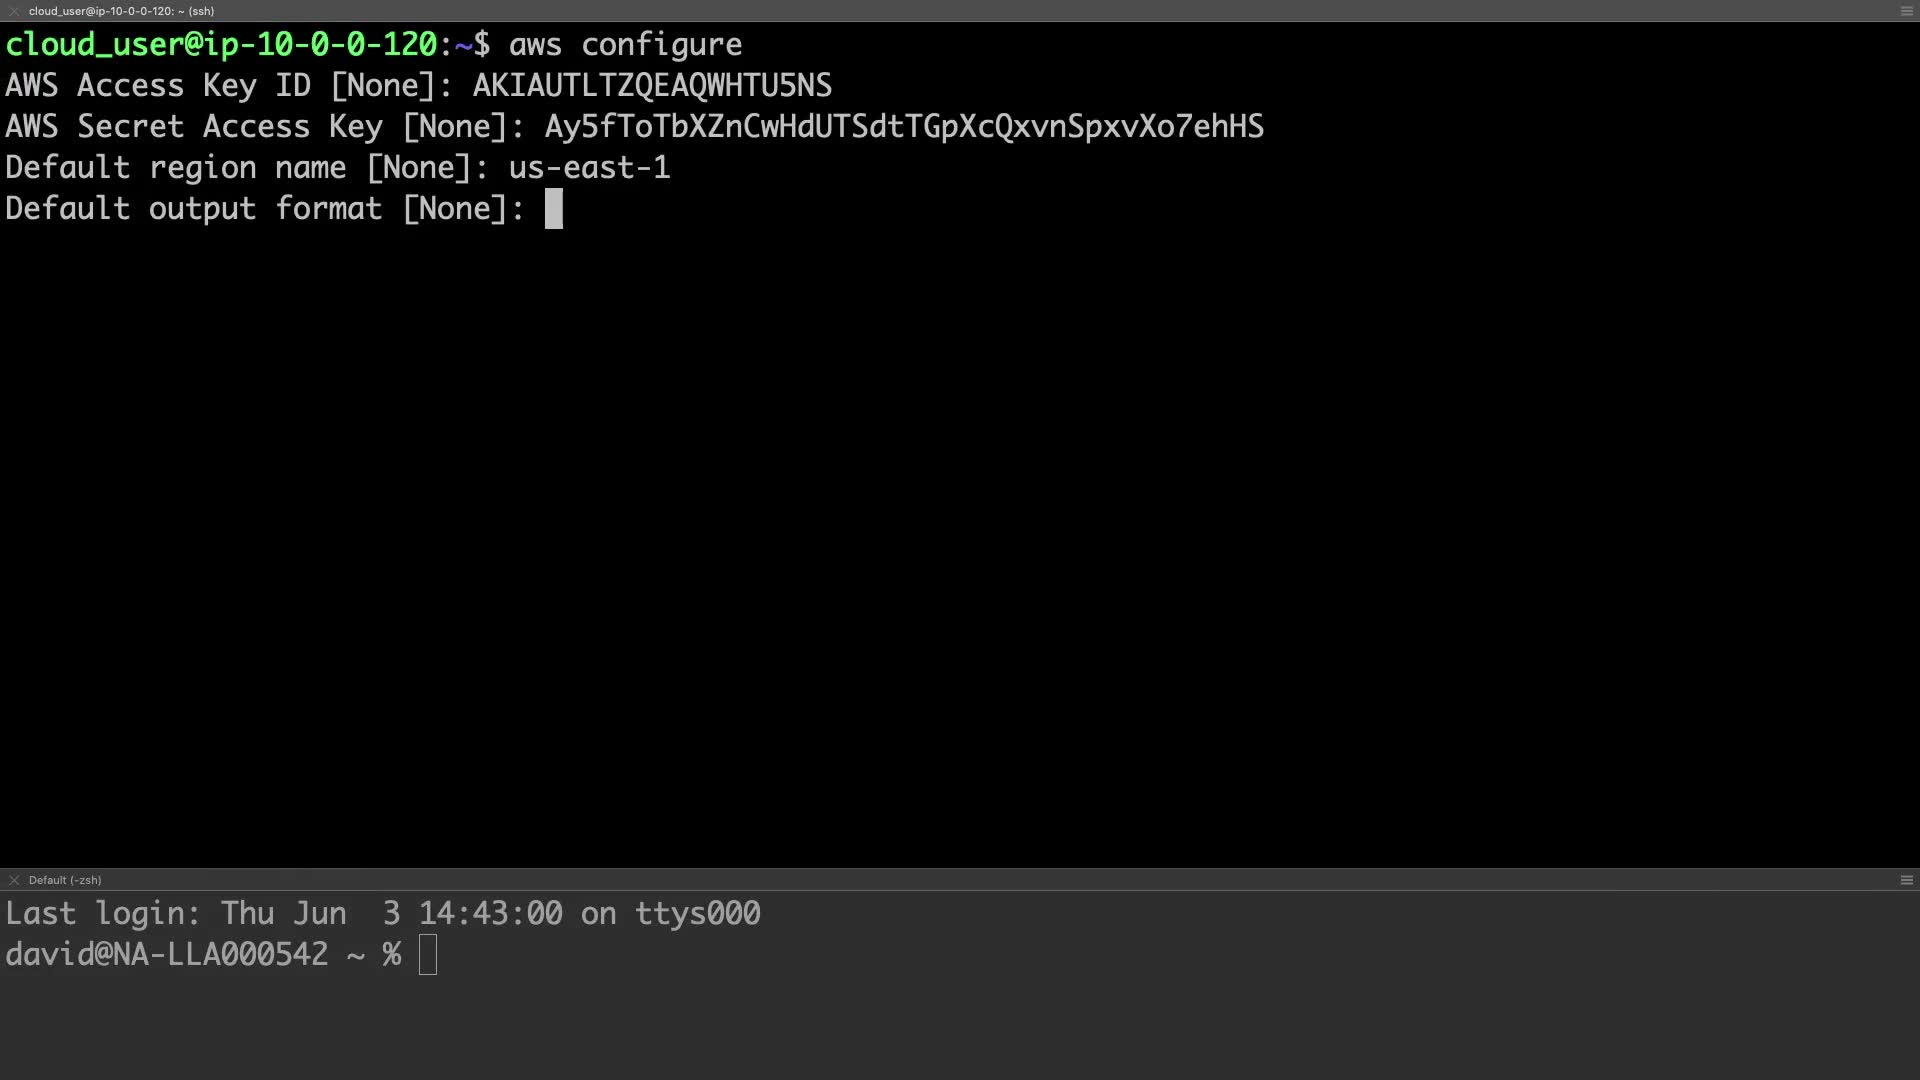 cloud_user@ip-10-0-0-120: ~ (ssh)
cloud_user@ip-10-0-0-120:~$ aws configure
AWS Access Key ID [None]: AKIAUTLTZQEAQWHTU5NS
AWS Secret Access Key [None]: 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
Default region name [None]: us-east-1
Default output format [None]:
Default (-zsh)
Last login: Thu Jun  3 14:43:00 on ttys000
david@NA-LLA000542 ~ %